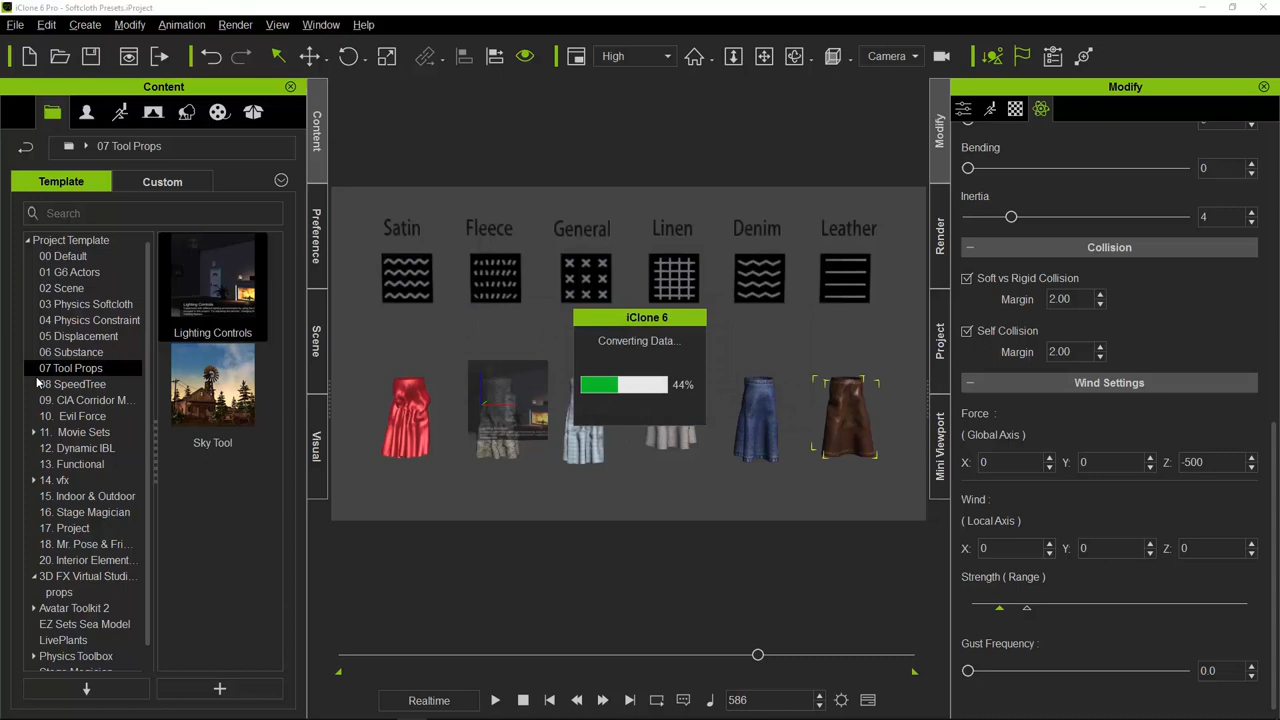 iClone 6 Pro - Softcloth Presets.iProject
File Edit Create Modify Animation Render View Window Help
High
Camera
Content
07 Tool Props
Template Custom
Search
Project Template
00 Default
01 G6 Actors
02 Scene
03 Physics Softcloth
04 Physics Constraint
05 Displacement
06 Substance
07 Tool Props
08 SpeedTree
09. CIA Corridor M...
10. Evil Force
11. Movie Sets
12. Dynamic IBL
13. Functional
14. vfx
15. Indoor & Outdoor
16. Stage Magician
17. Project
18. Mr. Pose & Fri...
20. Interior Element...
3D FX Virtual Studi...
props
Avatar Toolkit 2
EZ Sets Sea Model
LivePlants
Physics Toolbox
Lighting Controls
Lighting Controls
Sky Tool
Content
Preference
Scene
Visual
Satin Fleece General Linen Denim Leather
iClone 6
Converting Data...
44%
Realtime
586
Modify
Render
Project
Mini Viewport
Modify
Bending
0
Inertia
4
Collision
Soft vs Rigid Collision
Margin 2.00
Self Collision
Margin 2.00
Wind Settings
Force :
( Global Axis )
X: 0 Y: 0 Z: -500
Wind :
( Local Axis )
X: 0 Y: 0 Z: 0
Strength ( Range )
Gust Frequency :
0.0